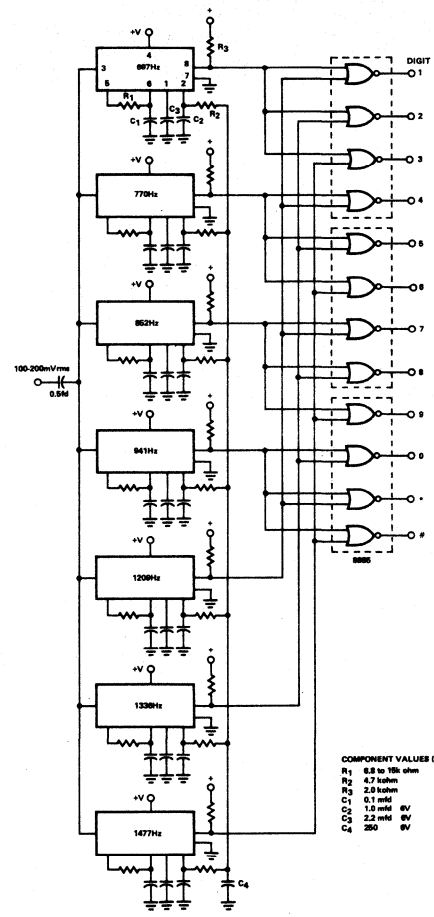 +
+V
R3
4
697Hz
3
8
7
5
6
1
2
R1
C1
C3
C2
R2
DIGIT
1
2
3
4
+
+V
770Hz
5
6
7
8
+
+V
852Hz
100-200mVrms
0.5fd
+
+V
941Hz
9
0
*
#
8885
+
+V
1209Hz
+
+V
1336Hz
+
+V
1477Hz
C4
COMPONENT VALUES (
R1 6.8 to 15k ohm
R2 4.7 kohm
R3 2.0 kohm
C1 0.1 mfd
C2 1.0 mfd 6V
C3 2.2 mfd 6V
C4 250 6V